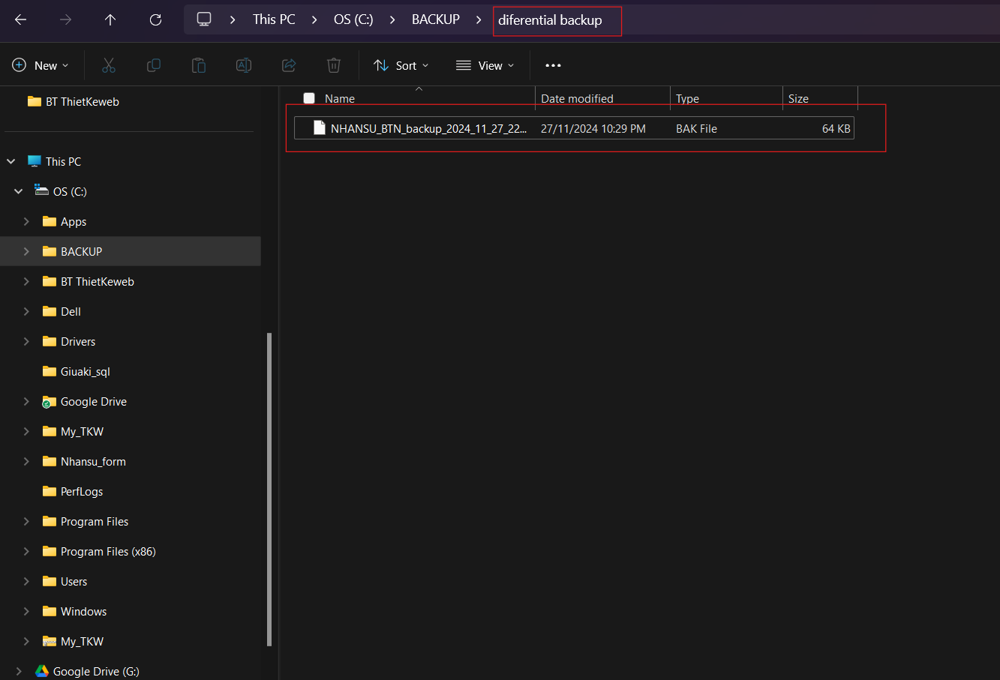 This PC > OS (C:) > BACKUP > diferential backup
New
Sort
View
BT ThietKeweb
Name Date modified Type Size
NHANSU_BTN_backup_2024_11_27_22... 27/11/2024 10:29 PM BAK File 64 KB
This PC
OS (C:)
Apps
BACKUP
BT ThietKeweb
Dell
Drivers
Giuaki_sql
Google Drive
My_TKW
Nhansu_form
PerfLogs
Program Files
Program Files (x86)
Users
Windows
My_TKW
Google Drive (G:)